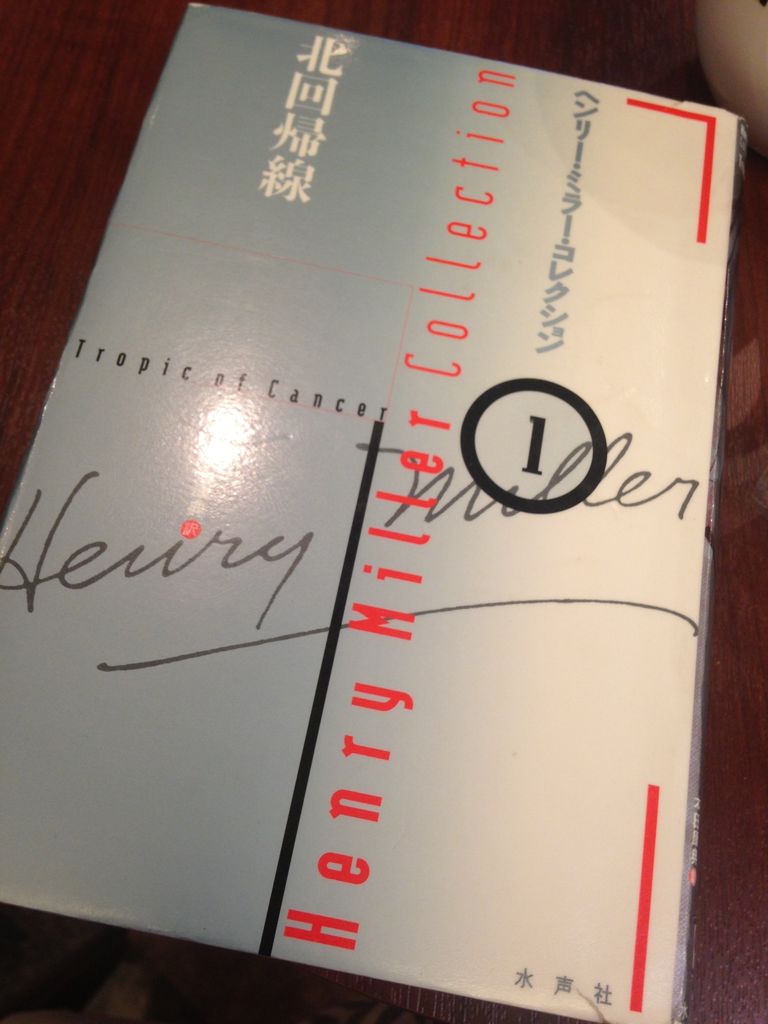 ヘンリー・ミラー・コレクション
1
北回帰線
Tropic of Cancer
Henry Miller
訳
Henry Miller Collection
水声社